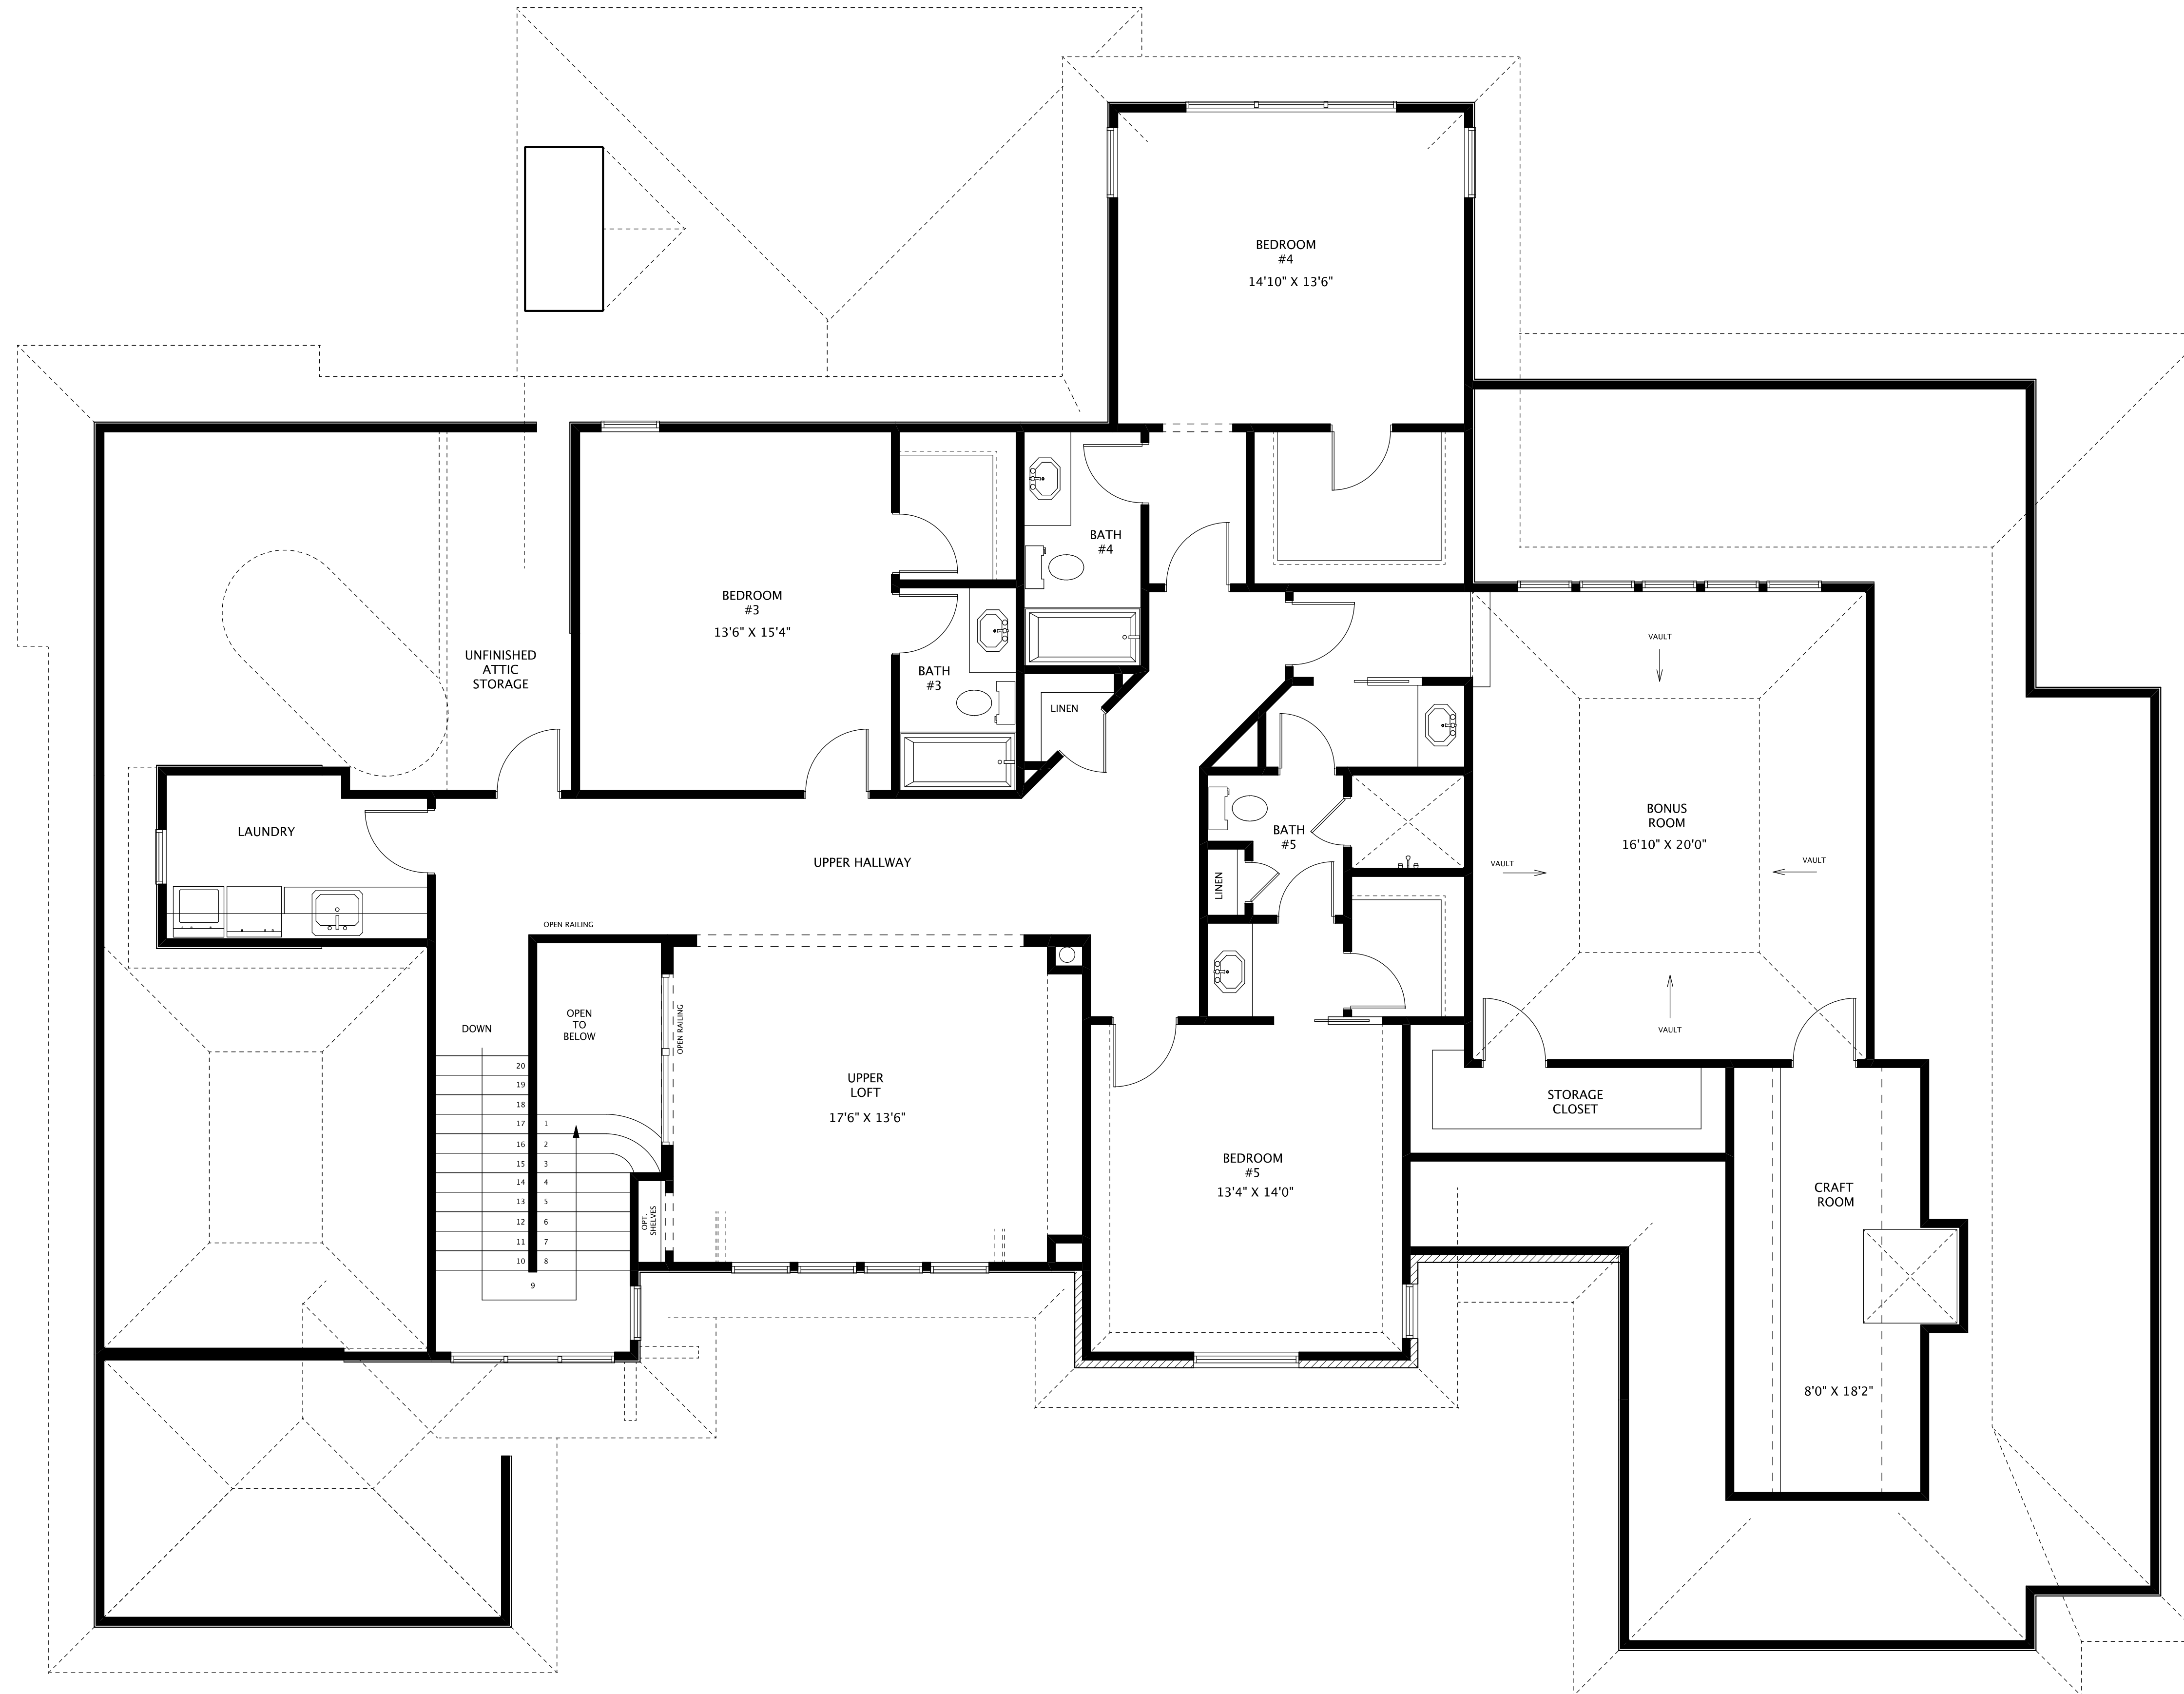 BEDROOM
#4
14'10" X 13'6"
BATH
#4
BEDROOM
#3
13'6" X 15'4"
UNFINISHED
ATTIC
STORAGE
BATH
#3
LINEN
VAULT
LAUNDRY
UPPER HALLWAY
BATH
#5
LINEN
BONUS
ROOM
16'10" X 20'0"
VAULT
VAULT
VAULT
OPEN RAILING
OPEN
TO
BELOW
OPEN RAILING
DOWN
20
19
18
17
16
15
14
13
12
11
10
1
2
3
4
5
6
7
8
9
OPT.
SHELVES
UPPER
LOFT
17'6" X 13'6"
BEDROOM
#5
13'4" X 14'0"
STORAGE
CLOSET
CRAFT
ROOM
8'0" X 18'2"